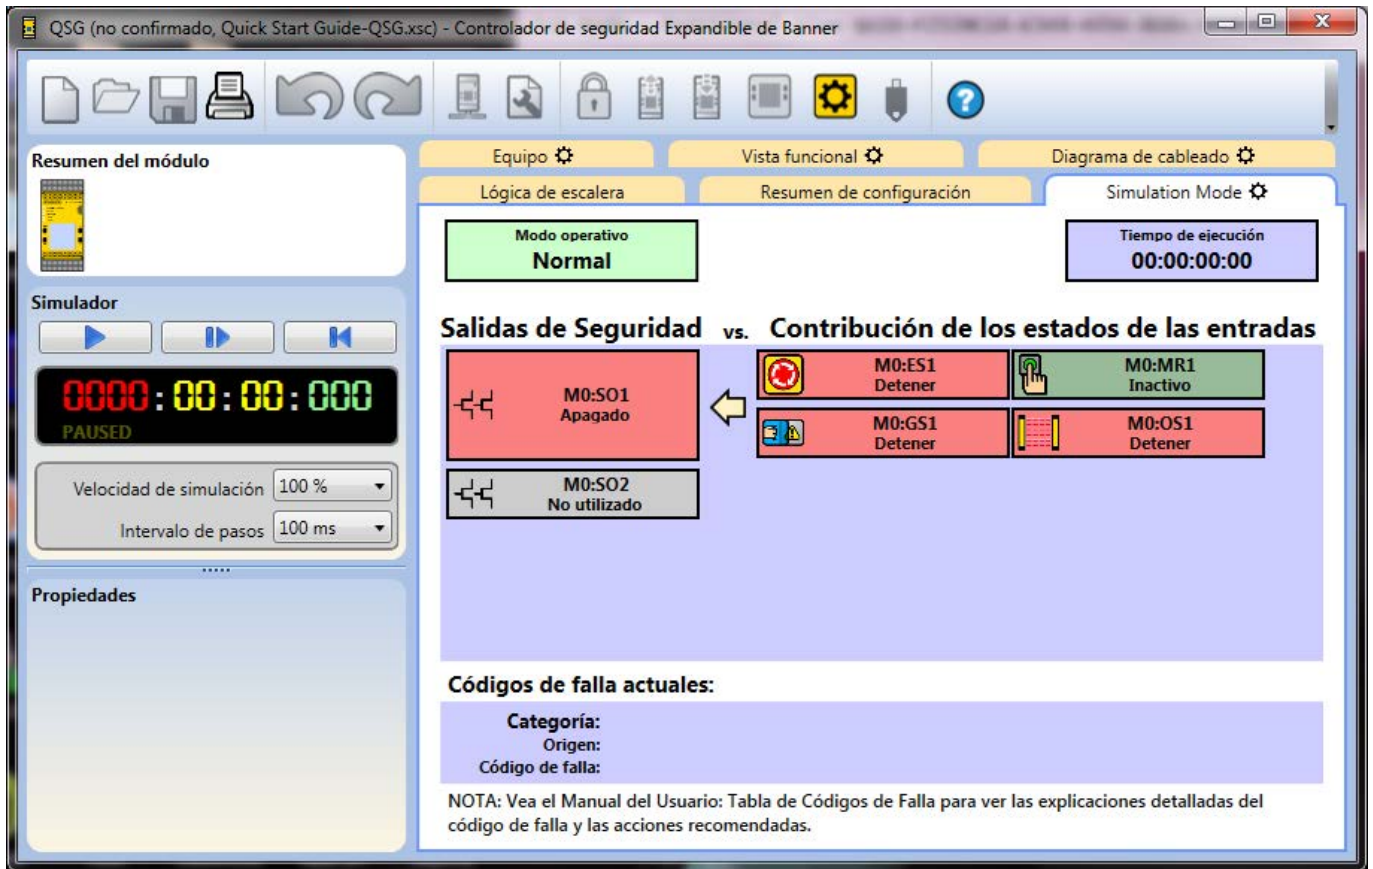 QSG (no confirmado, Quick Start Guide-QSG.xsc) - Controlador de seguridad Expandible de Banner
Resumen del módulo
Equipo
Vista funcional
Diagrama de cableado
Lógica de escalera
Resumen de configuración
Simulation Mode
Modo operativo
Normal
Tiempo de ejecución
00:00:00:00
Simulador
0000:00:00:000
PAUSED
Velocidad de simulación 100 %
Intervalo de pasos 100 ms
Propiedades
Salidas de Seguridad vs. Contribución de los estados de las entradas
M0:SO1
Apagado
M0:ES1
Detener
M0:MR1
Inactivo
M0:GS1
Detener
M0:OS1
Detener
M0:SO2
No utilizado
Códigos de falla actuales:
Categoría:
Origen:
Código de falla:
NOTA: Vea el Manual del Usuario: Tabla de Códigos de Falla para ver las explicaciones detalladas del
código de falla y las acciones recomendadas.